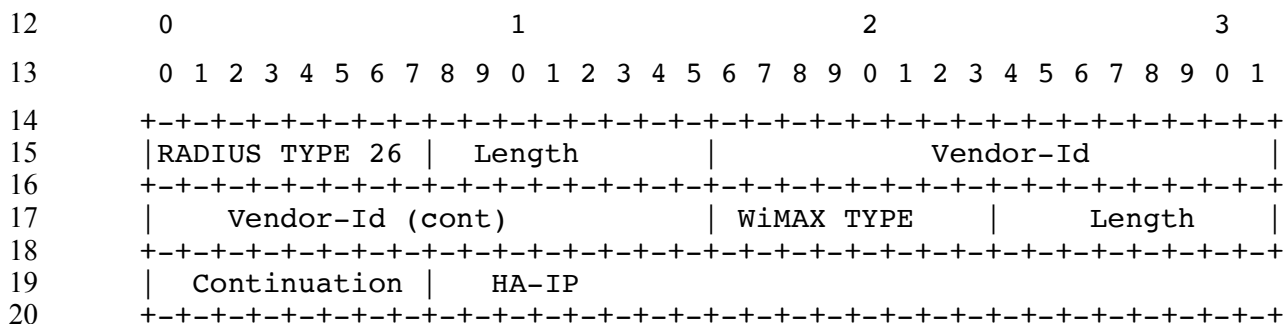 12 0 1 2 3
13 0 1 2 3 4 5 6 7 8 9 0 1 2 3 4 5 6 7 8 9 0 1 2 3 4 5 6 7 8 9 0 1
14 +-+-+-+-+-+-+-+-+-+-+-+-+-+-+-+-+-+-+-+-+-+-+-+-+-+-+-+-+-+-+-+-+
15 |RADIUS TYPE 26 | Length | Vendor-Id |
16 +-+-+-+-+-+-+-+-+-+-+-+-+-+-+-+-+-+-+-+-+-+-+-+-+-+-+-+-+-+-+-+-+
17 | Vendor-Id (cont) | WiMAX TYPE | Length |
18 +-+-+-+-+-+-+-+-+-+-+-+-+-+-+-+-+-+-+-+-+-+-+-+-+-+-+-+-+-+-+-+-+
19 | Continuation | HA-IP
20 +-+-+-+-+-+-+-+-+-+-+-+-+-+-+-+-+-+-+-+-+-+-+-+-+-+-+-+-+-+-+-+-+